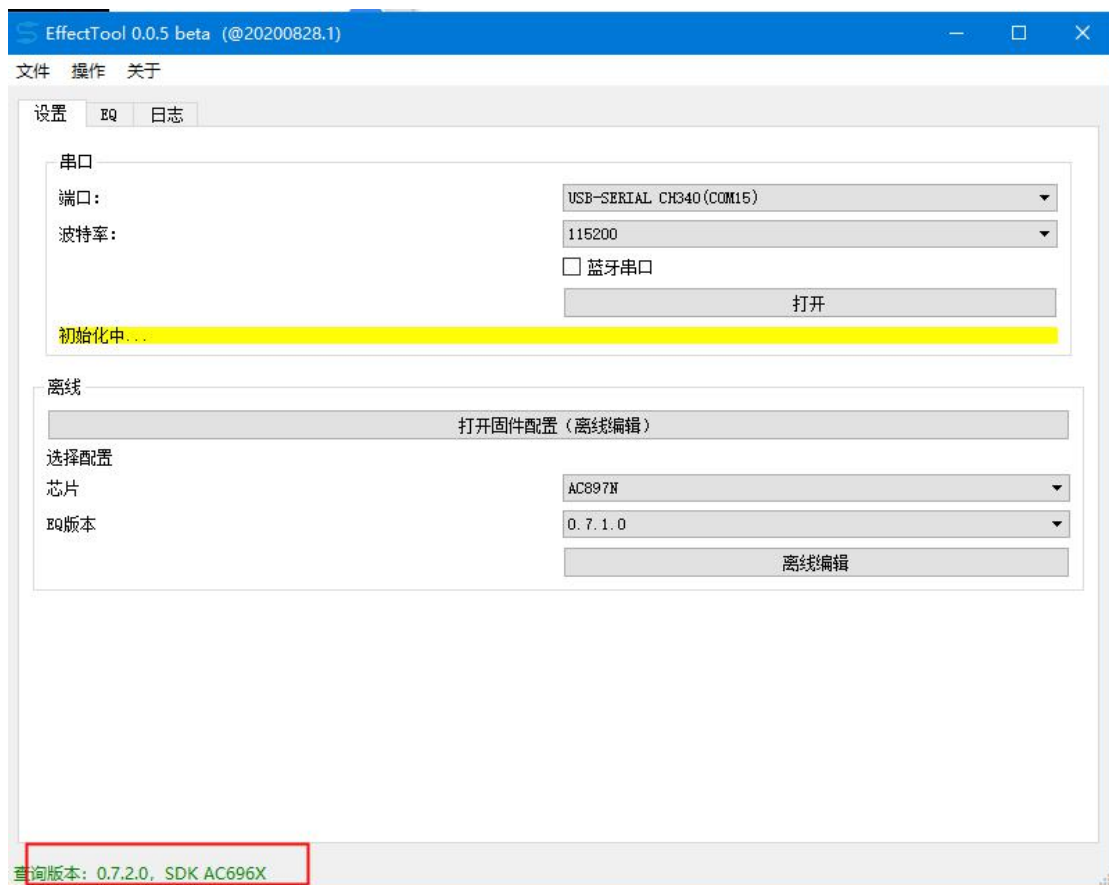 EffectTool 0.0.5 beta (@20200828.1)
文件 操作 关于
设置 EQ 日志
串口
端口: USB-SERIAL CH340(COM15)
波特率: 115200
蓝牙串口
打开
初始化中...
离线
打开固件配置(离线编辑)
选择配置
芯片 AC897N
EQ版本 0.7.1.0
离线编辑
查询版本: 0.7.2.0, SDK AC696X